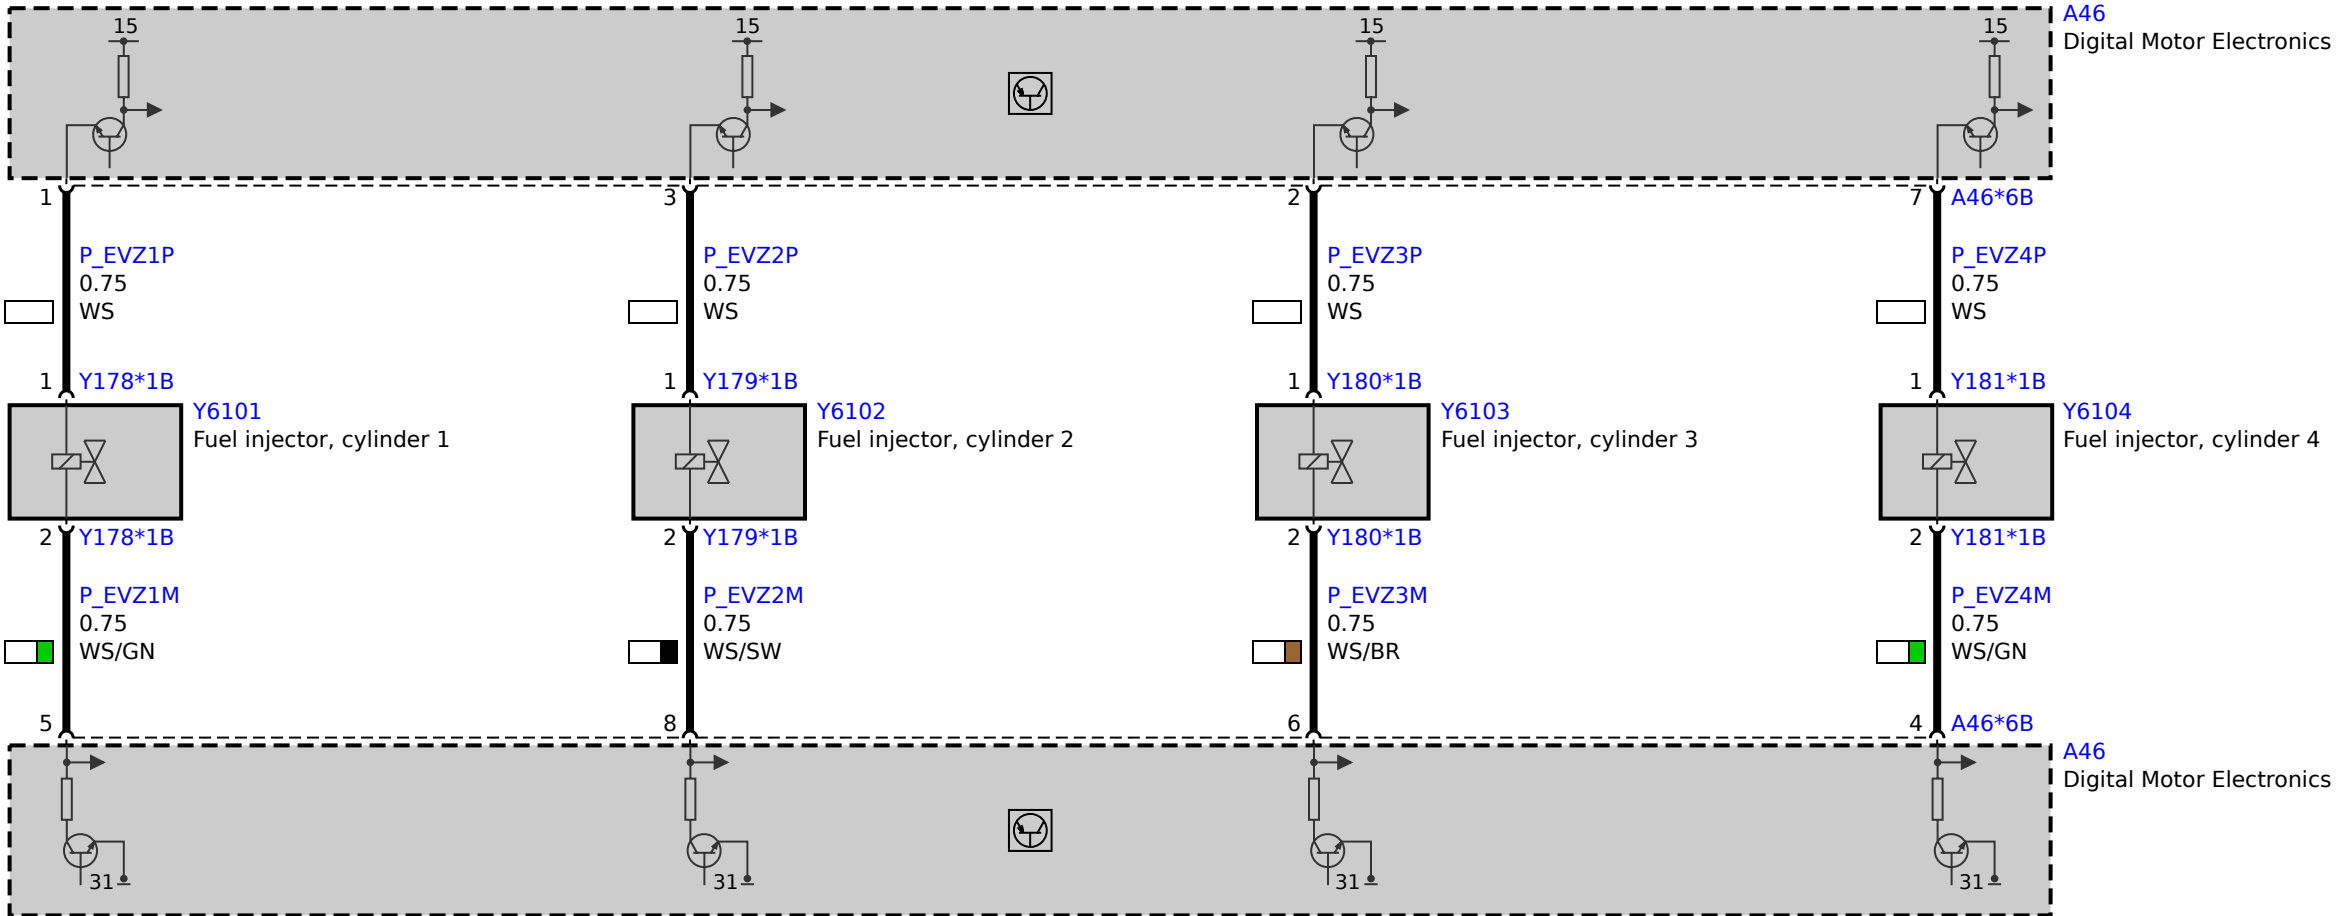 15 15 15 15
A46
Digital Motor Electronics
1 3 2 7 A46*6B
P_EVZ1P P_EVZ2P P_EVZ3P P_EVZ4P
0.75 0.75 0.75 0.75
WS WS WS WS
1 Y178*1B 1 Y179*1B 1 Y180*1B 1 Y181*1B
Y6101 Y6102 Y6103 Y6104
Fuel injector, cylinder 1 Fuel injector, cylinder 2 Fuel injector, cylinder 3 Fuel injector, cylinder 4
2 Y178*1B 2 Y179*1B 2 Y180*1B 2 Y181*1B
P_EVZ1M P_EVZ2M P_EVZ3M P_EVZ4M
0.75 0.75 0.75 0.75
WS/GN WS/SW WS/BR WS/GN
5 8 6 4 A46*6B
A46
Digital Motor Electronics
31 31 31 31